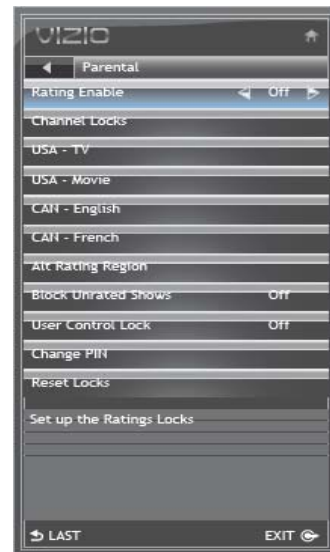 VIZIO
Parental
Rating Enable Off
Channel Locks
USA - TV
USA - Movie
CAN - English
CAN - French
Alt Rating Region
Block Unrated Shows Off
User Control Lock Off
Change PIN
Reset Locks
Set up the Ratings Locks
LAST EXIT